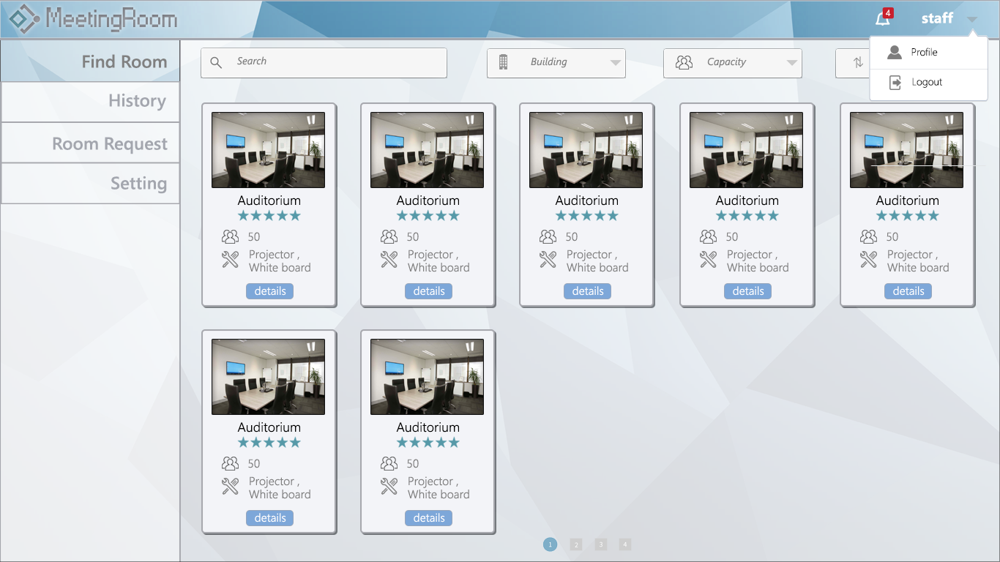 MeetingRoom
4
staff
Profile
Logout
Find Room
History
Room Request
Setting
Search
Building
Capacity
Auditorium
50
Projector ,
White board
details
Auditorium
50
Projector ,
White board
details
Auditorium
50
Projector ,
White board
details
Auditorium
50
Projector ,
White board
details
Auditorium
50
Projector ,
White board
details
Auditorium
50
Projector ,
White board
details
Auditorium
50
Projector ,
White board
details
1 2 3 4